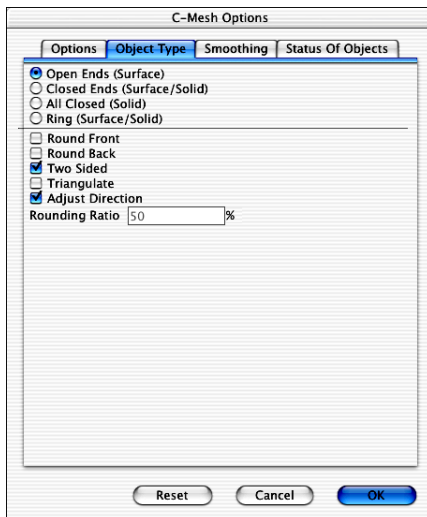 C-Mesh Options
Options Object Type Smoothing Status Of Objects
Open Ends (Surface)
Closed Ends (Surface/Solid)
All Closed (Solid)
Ring (Surface/Solid)
Round Front
Round Back
Two Sided
Triangulate
Adjust Direction
Rounding Ratio 50 %
Reset Cancel OK